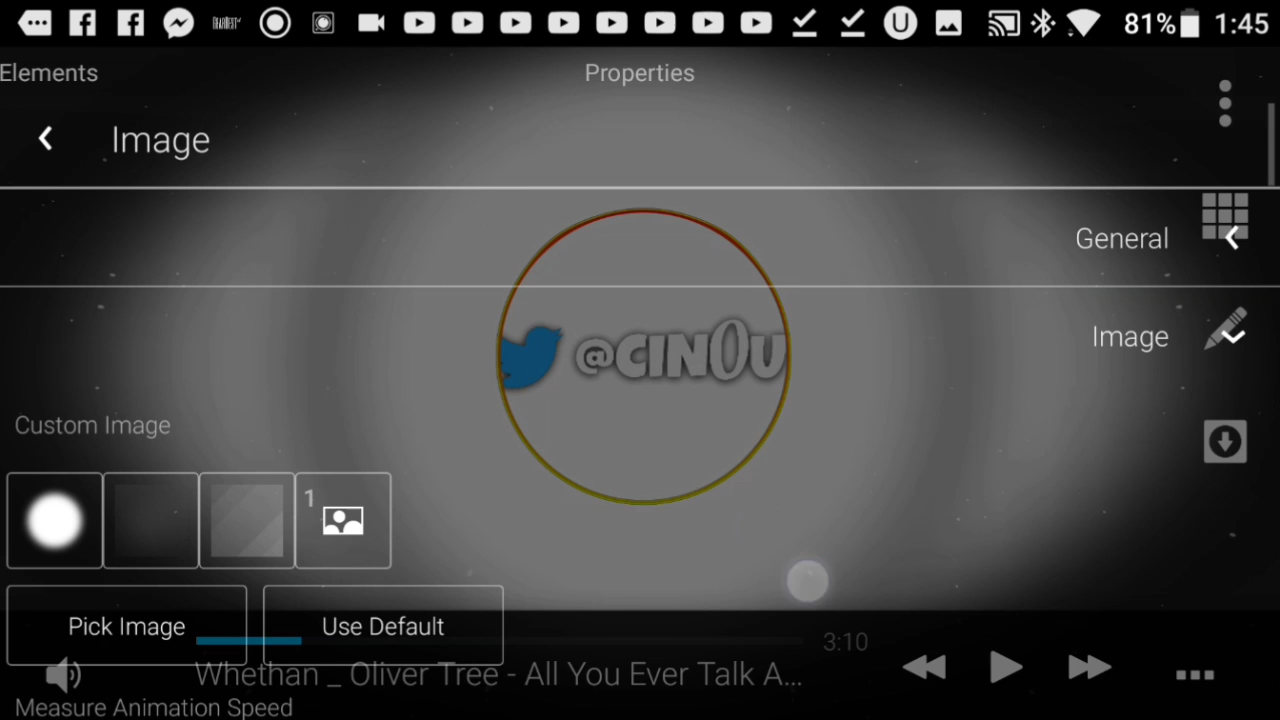 81% 1:45
Elements Properties
Image
General
@CINOU
Image
Custom Image
1
Pick Image Use Default
3:10
Whethan _ Oliver Tree - All You Ever Talk A...
Measure Animation Speed